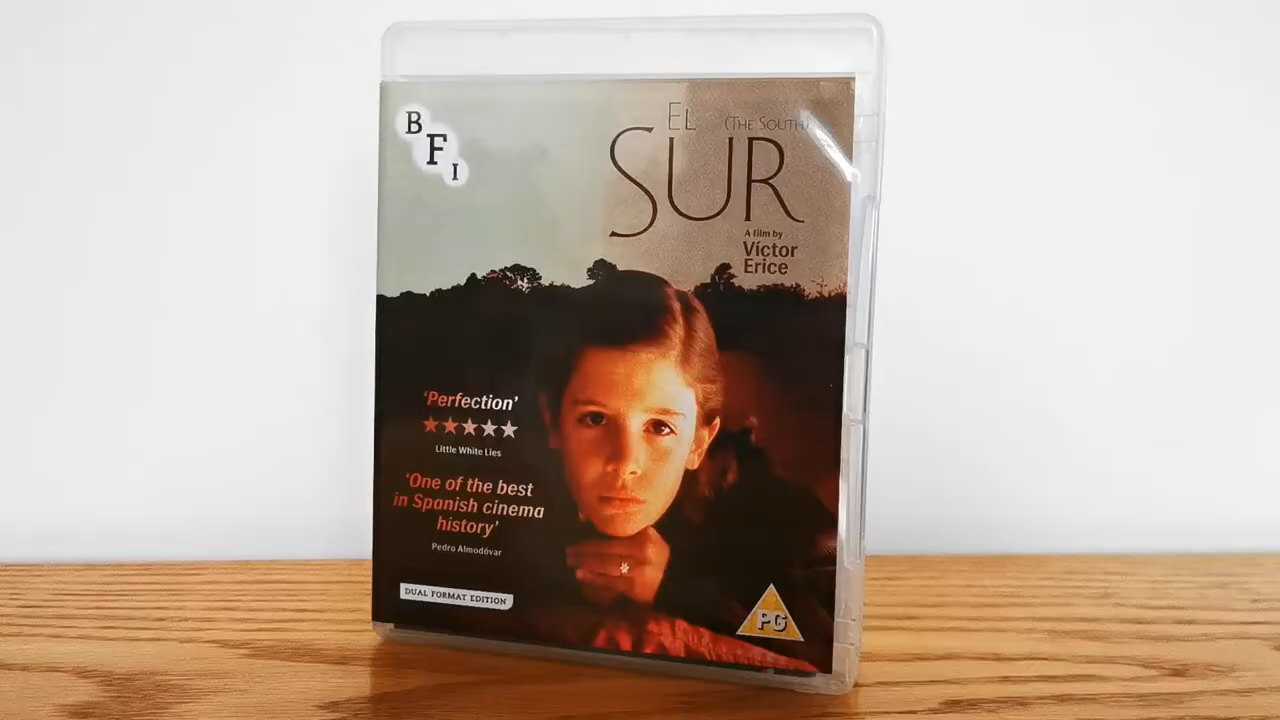 BFI
EL (THE SOUTH)
SUR
A film by
Víctor
Erice
'Perfection'
★★★★★
Little White Lies
'One of the best
in Spanish cinema
history'
Pedro Almodóvar
DUAL FORMAT EDITION
PG